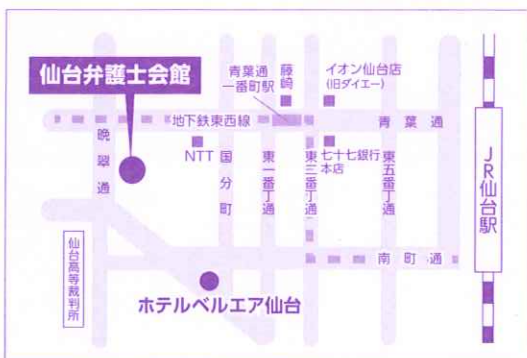 仙台弁護士会館
青葉通
一番町駅
藤崎
イオン仙台店
(旧ダイエー)
地下鉄東西線
青葉通
晩翠通
NTT
国分町
東一番丁通
東三番丁通
七十七銀行
本店
東五番丁通
JR仙台駅
南町通
仙台高等裁判所
ホテルベルエア仙台